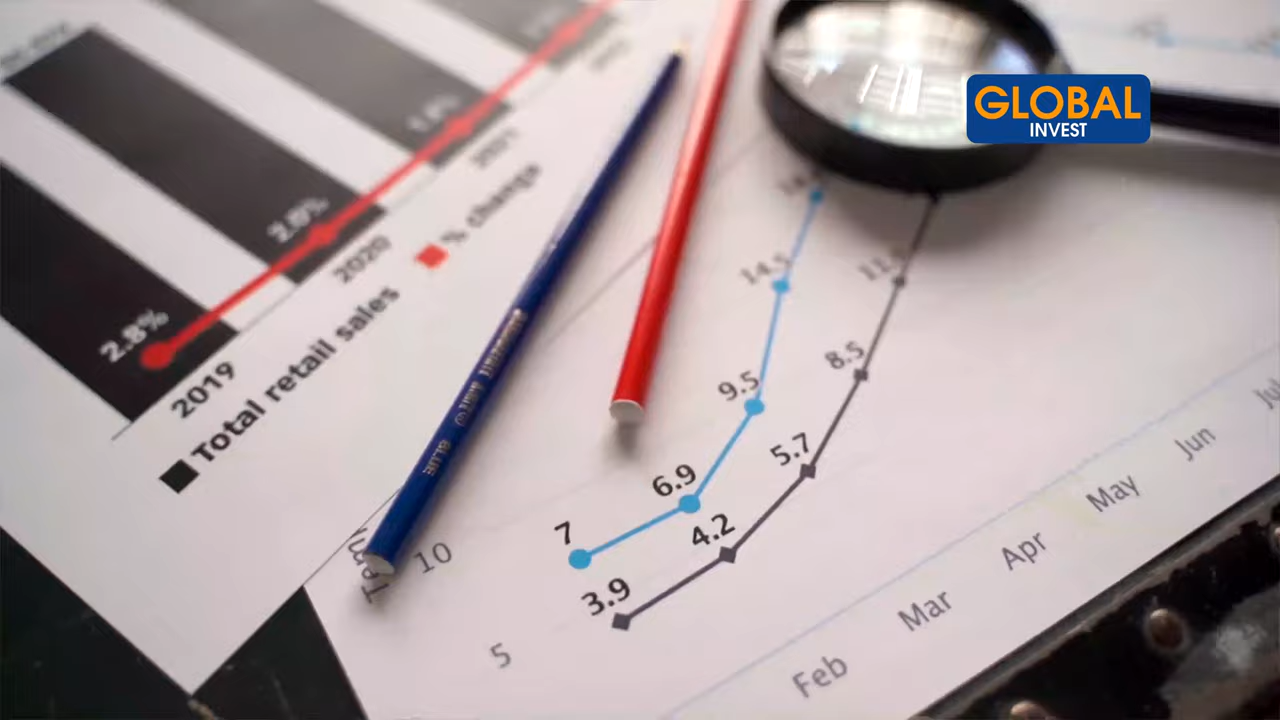 GLOBAL
INVEST
2.8%
2.0%
2019
2020
2021
Total retail sales
% change
BLUE
10
5
7
6.9
9.5
14.5
3.9
4.2
5.7
8.5
Feb
Mar
Apr
May
Jun